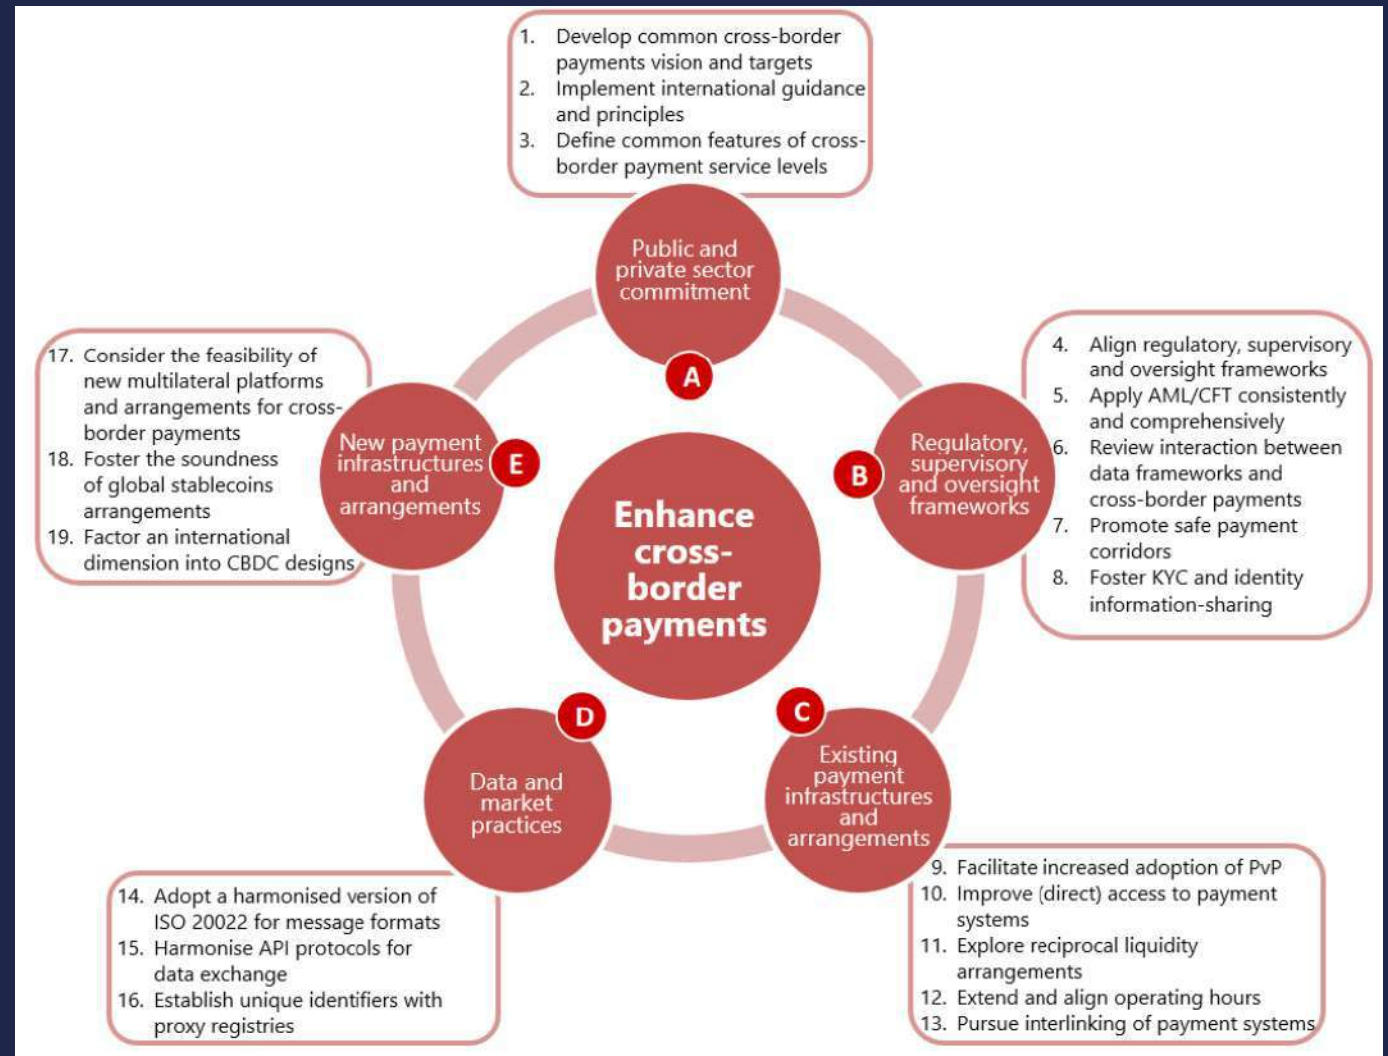 1. Develop common cross-border
payments vision and targets
2. Implement international guidance
and principles
3. Define common features of cross-
border payment service levels
Public and
private sector
commitment
A
4. Align regulatory, supervisory
and oversight frameworks
5. Apply AML/CFT consistently
and comprehensively
6. Review interaction between
data frameworks and
cross-border payments
7. Promote safe payment
corridors
8. Foster KYC and identity
information-sharing
Regulatory,
supervisory
and oversight
frameworks
B
17. Consider the feasibility of
new multilateral platforms
and arrangements for cross-
border payments
18. Foster the soundness
of global stablecoins
arrangements
19. Factor an international
dimension into CBDC designs
New payment
infrastructures
and
arrangements
E
Enhance
cross-
border
payments
D
Data and
market
practices
C
Existing
payment
infrastructures
and
arrangements
14. Adopt a harmonised version of
ISO 20022 for message formats
15. Harmonise API protocols for
data exchange
16. Establish unique identifiers with
proxy registries
9. Facilitate increased adoption of PvP
10. Improve (direct) access to payment
systems
11. Explore reciprocal liquidity
arrangements
12. Extend and align operating hours
13. Pursue interlinking of payment systems